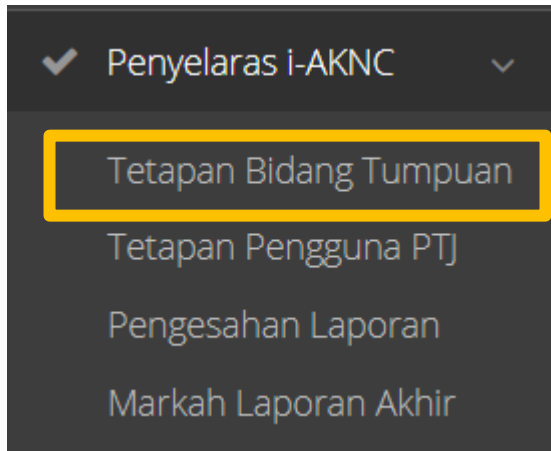 Penyelaras i-AKNC
Tetapan Bidang Tumpuan
Tetapan Pengguna PTJ
Pengesahan Laporan
Markah Laporan Akhir